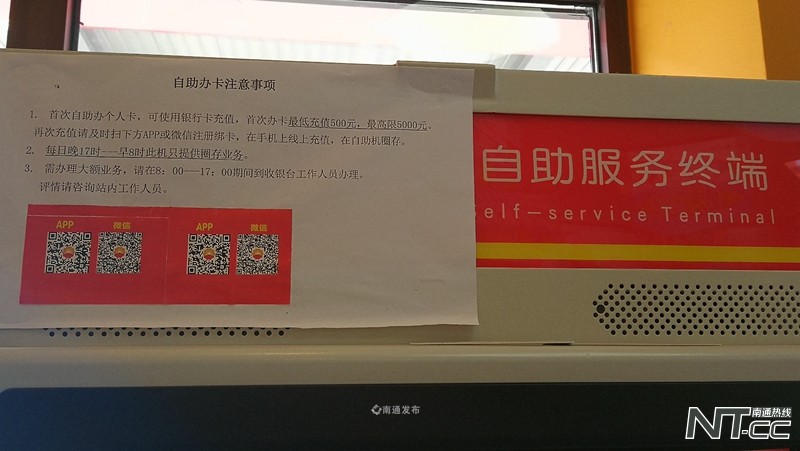 自助办卡注意事项
1. 首次自助办个人卡，可使用银行卡充值，首次办卡最低充值500元，最高限5000元。
再次充值请及时扫下方APP或微信注册绑卡，在手机上线上充值，在自助机圈存。
2. 每日晚17时---早8时此机只提供圈存业务。
3. 需办理大额业务，请在8：00—17：00期间到收银台工作人员办理。
评情请咨询站内工作人员。
APP 微信 APP 微信
自助服务终端
Self-service Terminal
南通发布
南通热线
NT-CC